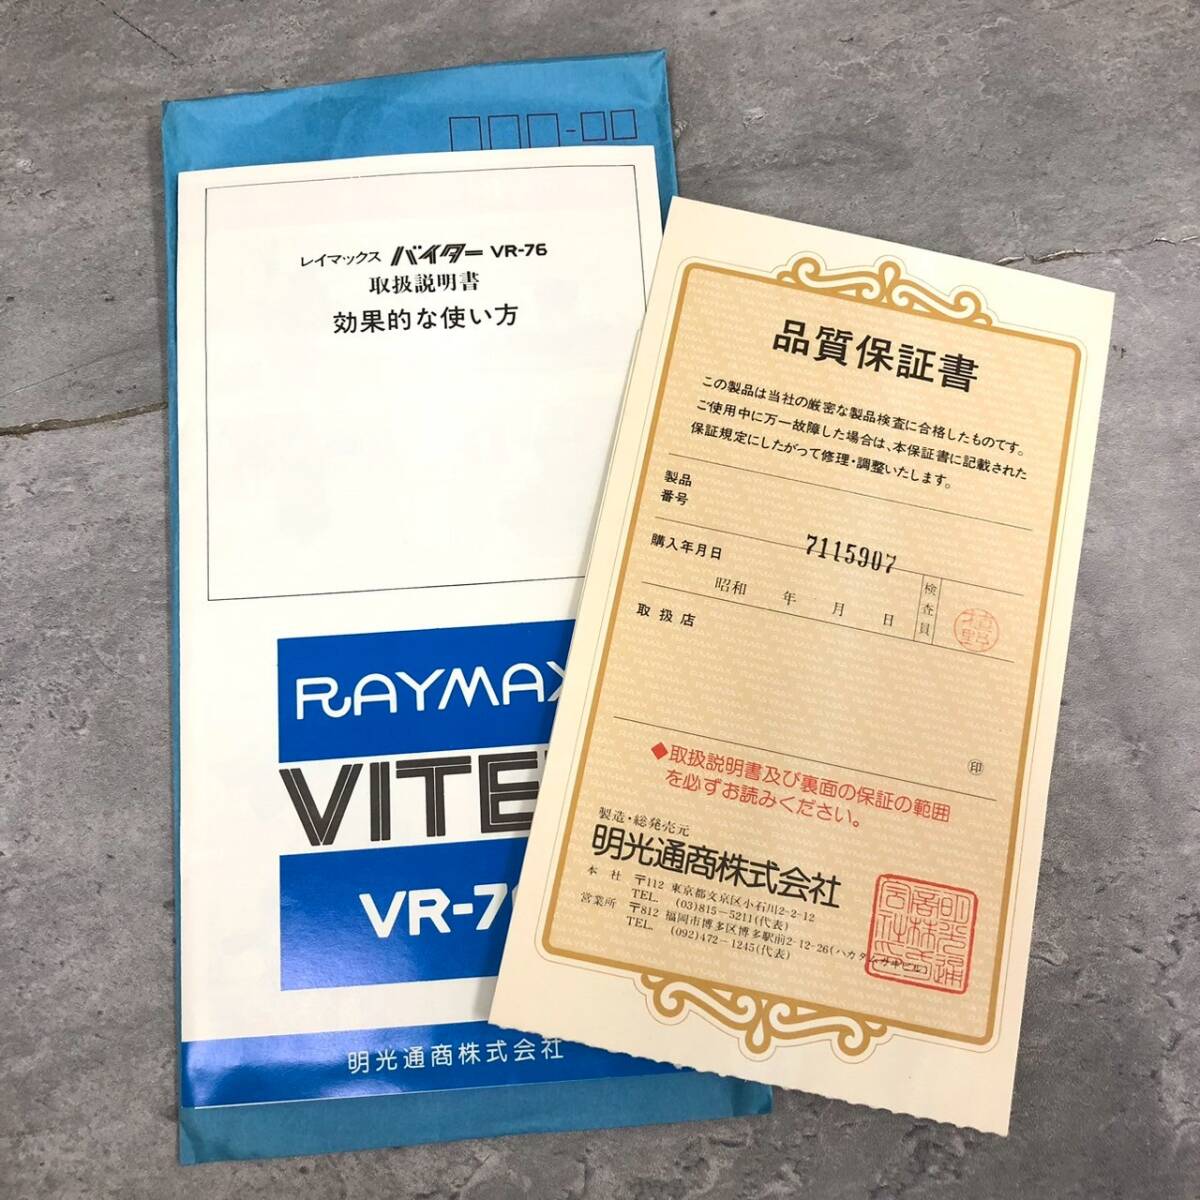 レイマックス バイター VR-76
取扱説明書
効果的な使い方
RAYMAX
VITE
VR-7
明光通商株式会社
品質保証書
この製品は当社の厳密な製品検査に合格したものです。
ご使用中に万一故障した場合は、本保証書に記載された
保証規定にしたがって修理・調整いたします。
製品
番号
7115907
購入年月日
昭和 年 月 日
検査員
取扱店
印
◆取扱説明書及び裏面の保証の範囲
を必ずお読みください。
製造・総発売元
明光通商株式会社
本社 〒112 東京都文京区小石川2-2-12
TEL. (03)815-5211(代表)
営業所 〒812 福岡市博多区博多駅前2-12-26(ハカタ
TEL. (092)472-1245(代表)